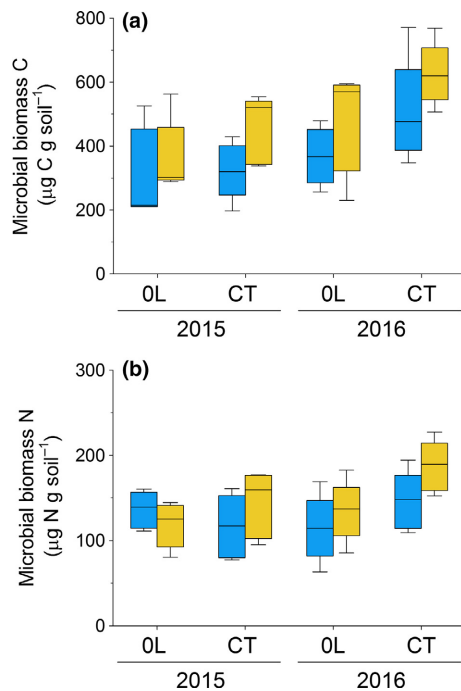 (a)
Microbial biomass C
(µg C g soil⁻¹)
800
600
400
200
0
0L CT 0L CT
2015 2016
(b)
Microbial biomass N
(µg N g soil⁻¹)
300
200
100
0
0L CT 0L CT
2015 2016